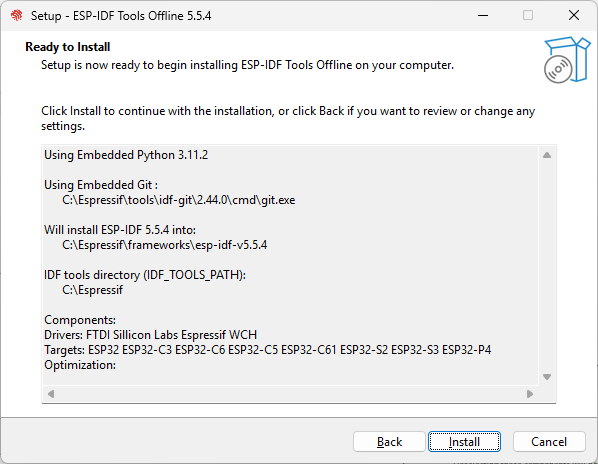 Setup - ESP-IDF Tools Offline 5.5.4
Ready to Install
Setup is now ready to begin installing ESP-IDF Tools Offline on your computer.
Click Install to continue with the installation, or click Back if you want to review or change any
settings.
Using Embedded Python 3.11.2
Using Embedded Git :
C:\Espressif\tools\idf-git\2.44.0\cmd\git.exe
Will install ESP-IDF 5.5.4 into:
C:\Espressif\frameworks\esp-idf-v5.5.4
IDF tools directory (IDF_TOOLS_PATH):
C:\Espressif
Components:
Drivers: FTDI Sillicon Labs Espressif WCH
Targets: ESP32 ESP32-C3 ESP32-C6 ESP32-C5 ESP32-C61 ESP32-S2 ESP32-S3 ESP32-P4
Optimization:
Back Install Cancel